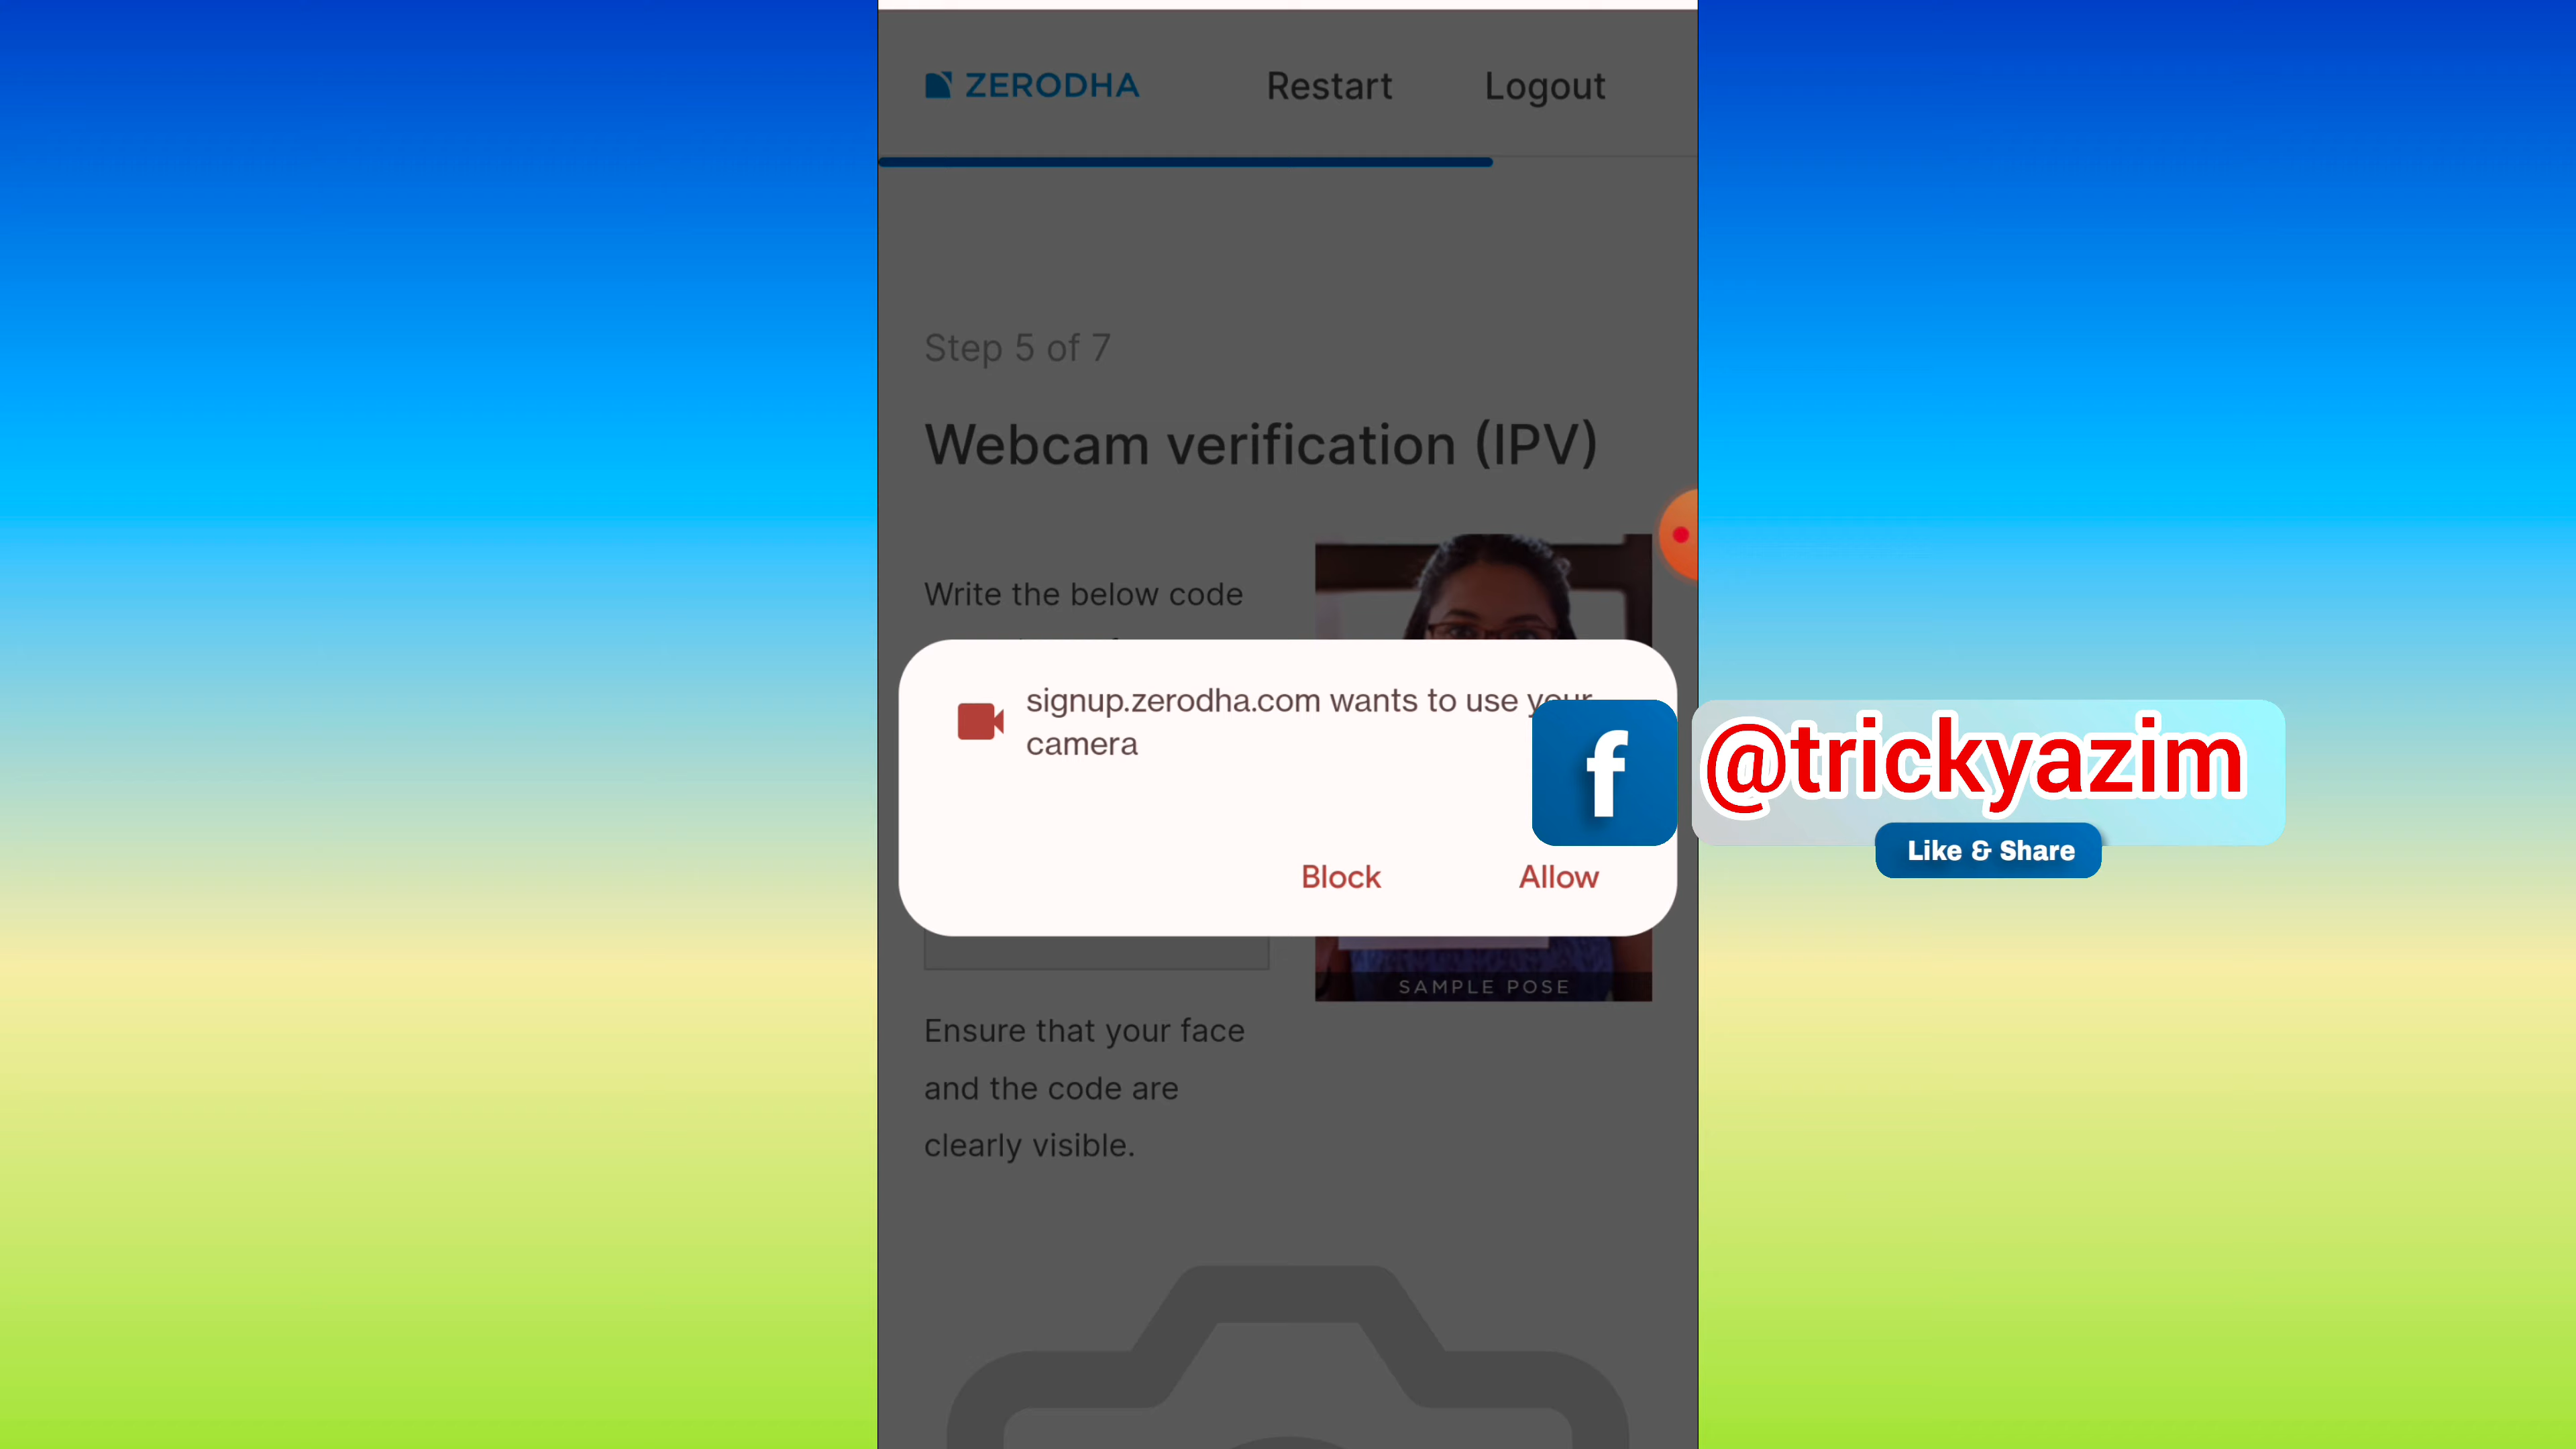 ZERODHA Restart Logout
Step 5 of 7
Webcam verification (IPV)
Write the below code
signup.zerodha.com wants to use your
camera
Block Allow
f @trickyazim
Like & Share
SAMPLE POSE
Ensure that your face
and the code are
clearly visible.